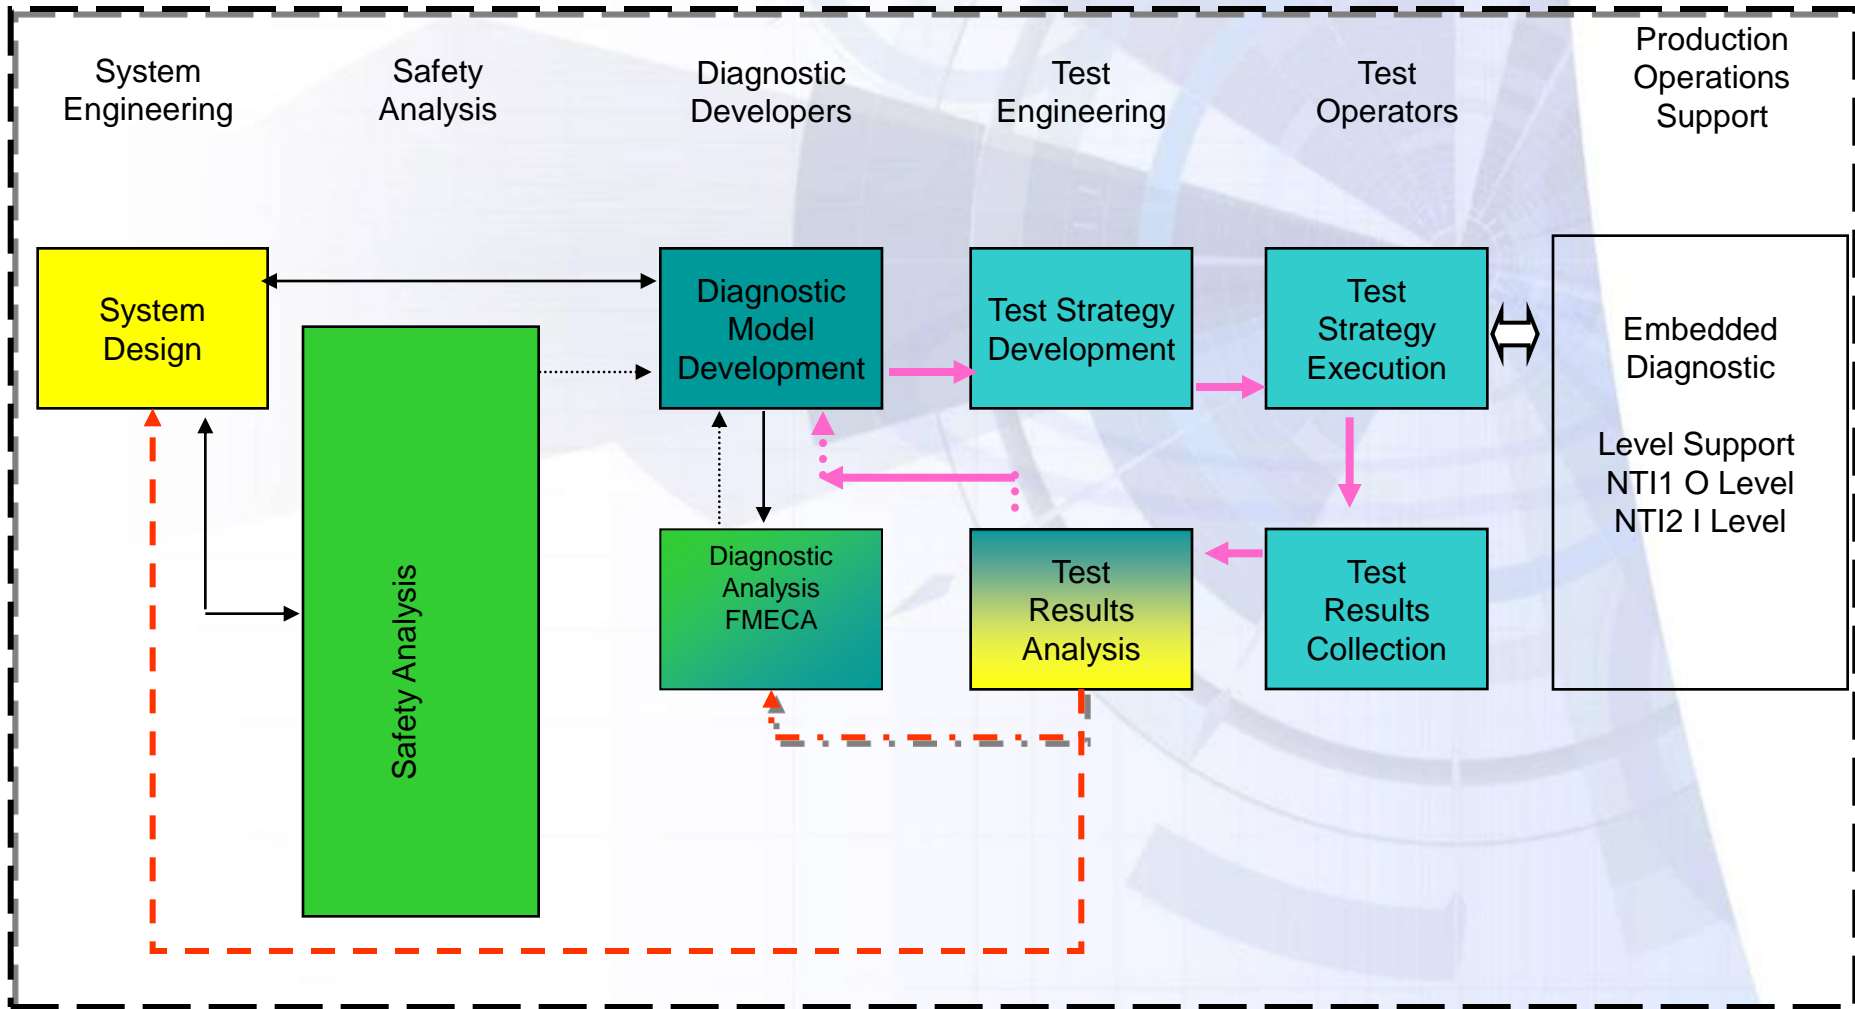 System
Engineering
Safety
Analysis
Diagnostic
Developers
Test
Engineering
Test
Operators
Production
Operations
Support
System
Design
Safety Analysis
Diagnostic
Model
Development
Test Strategy
Development
Test
Strategy
Execution
Embedded
Diagnostic
Level Support
NTI1 O Level
NTI2 I Level
Diagnostic
Analysis
FMECA
Test
Results
Analysis
Test
Results
Collection